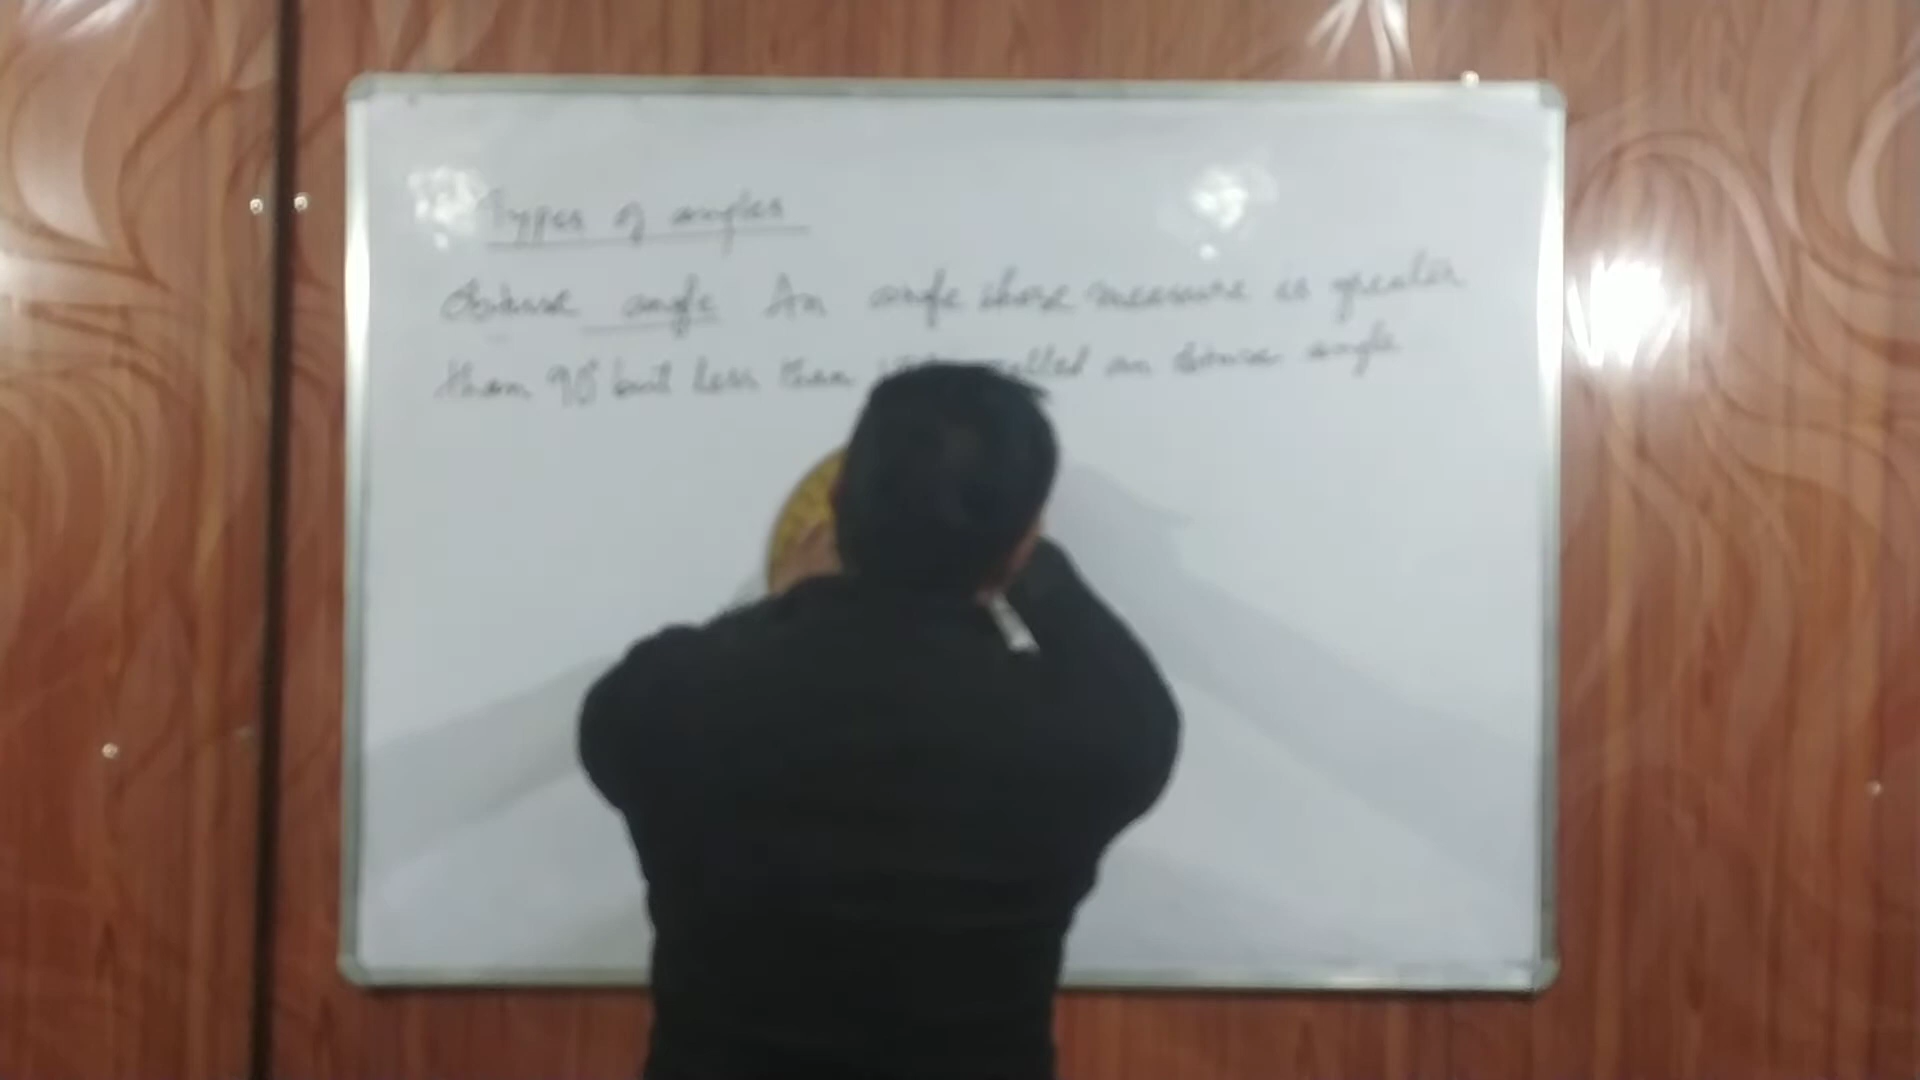 Types of angles
Obtuse angle An angle whose measure is greater
than 90° but less than called an obtuse angle